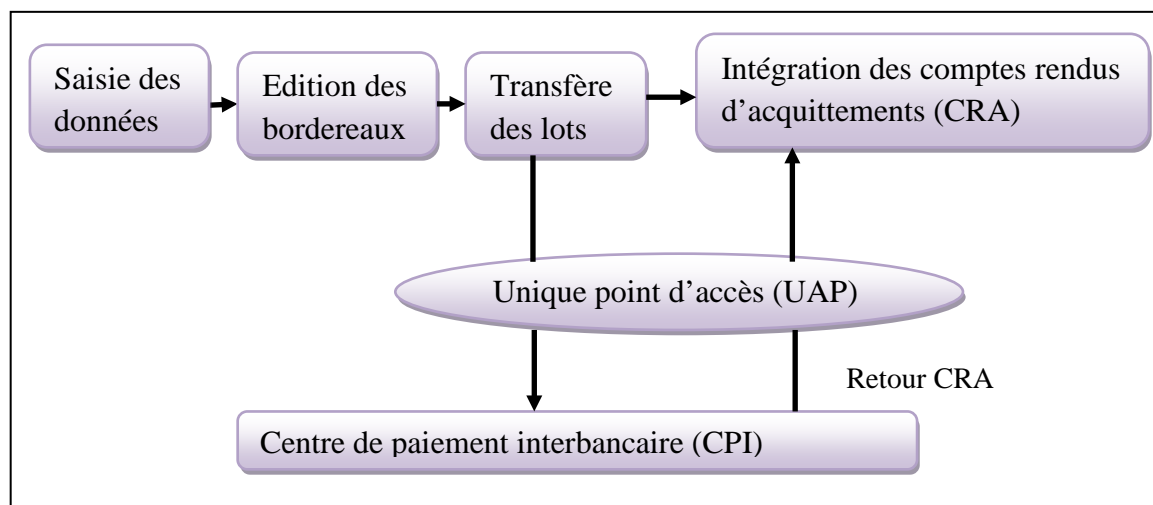 Saisie des
données
Edition des
bordereaux
Transfère
des lots
Intégration des comptes rendus
d’acquittements (CRA)
Unique point d’accès (UAP)
Retour CRA
Centre de paiement interbancaire (CPI)